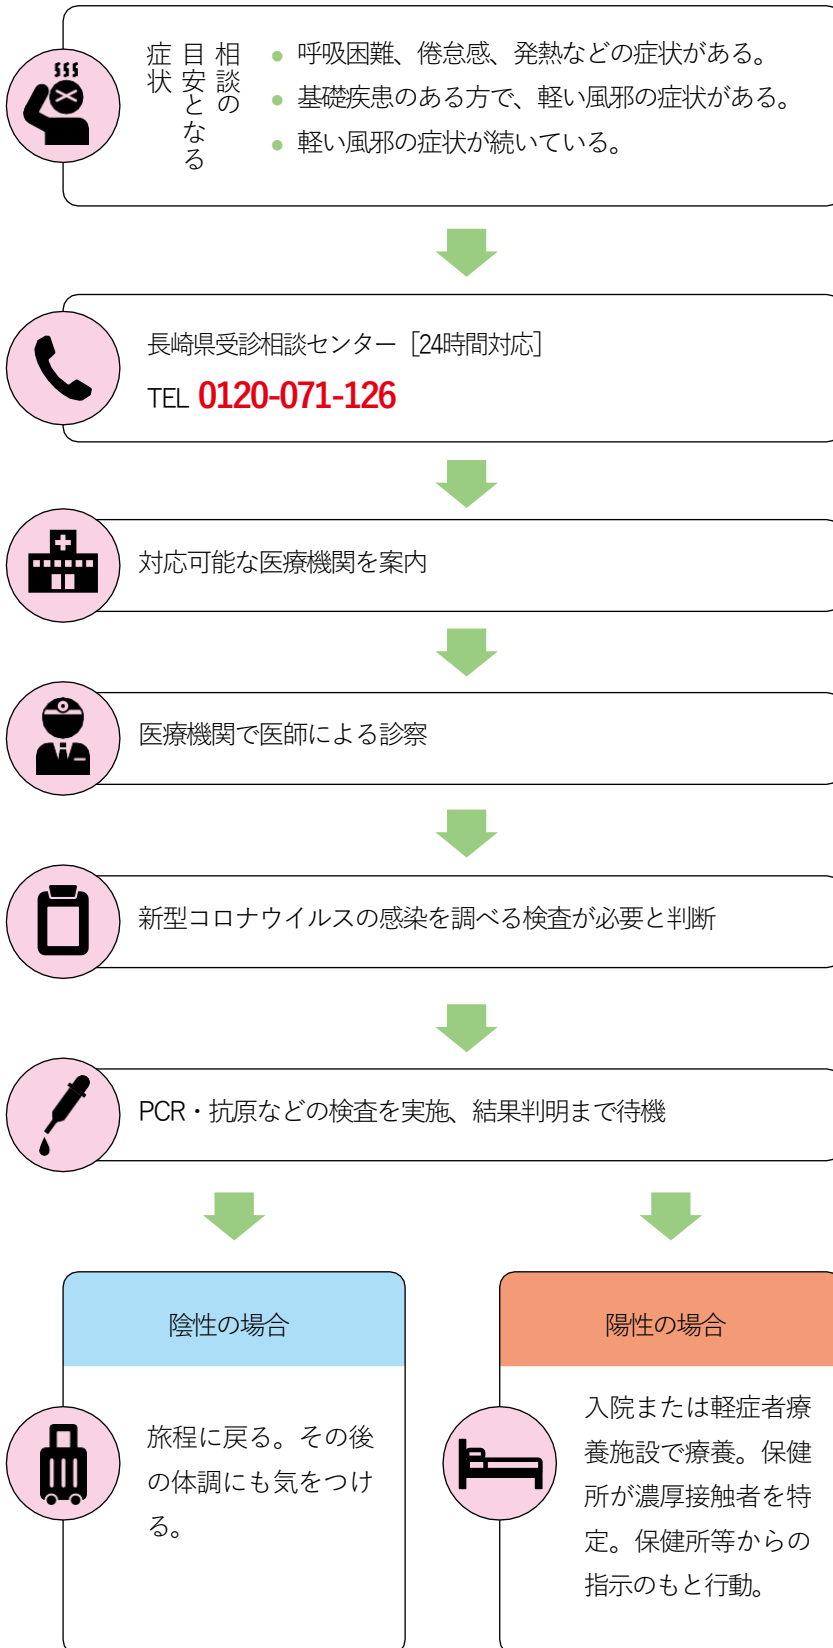 相談の
目安となる
症状
● 呼吸困難、倦怠感、発熱などの症状がある。
● 基礎疾患のある方で、軽い風邪の症状がある。
● 軽い風邪の症状が続いている。
長崎県受診相談センター［24時間対応］
TEL 0120-071-126
対応可能な医療機関を案内
医療機関で医師による診察
新型コロナウイルスの感染を調べる検査が必要と判断
PCR・抗原などの検査を実施、結果判明まで待機
陰性の場合
旅程に戻る。その後
の体調にも気をつけ
る。
陽性の場合
入院または軽症者療
養施設で療養。保健
所が濃厚接触者を特
定。保健所等からの
指示のもと行動。